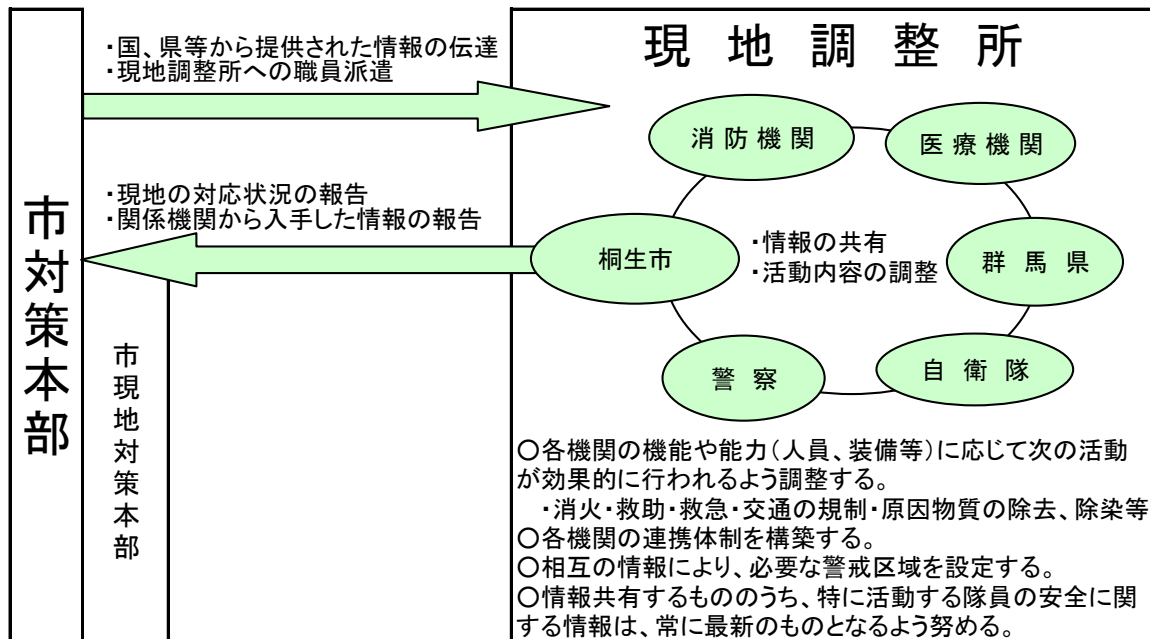 ・国、県等から提供された情報の伝達
・現地調整所への職員派遣
・現地の対応状況の報告
・関係機関から入手した情報の報告
市対策本部
市現地対策本部
現地調整所
消防機関
医療機関
桐生市
・情報の共有
・活動内容の調整
群馬県
警察
自衛隊
○各機関の機能や能力（人員、装備等）に応じて次の活動
が効果的に行われるよう調整する。
・消火・救助・救急・交通の規制・原因物質の除去、除染等
○各機関の連携体制を構築する。
○相互の情報により、必要な警戒区域を設定する。
○情報共有するもののうち、特に活動する隊員の安全に関
する情報は、常に最新のものとなるよう努める。